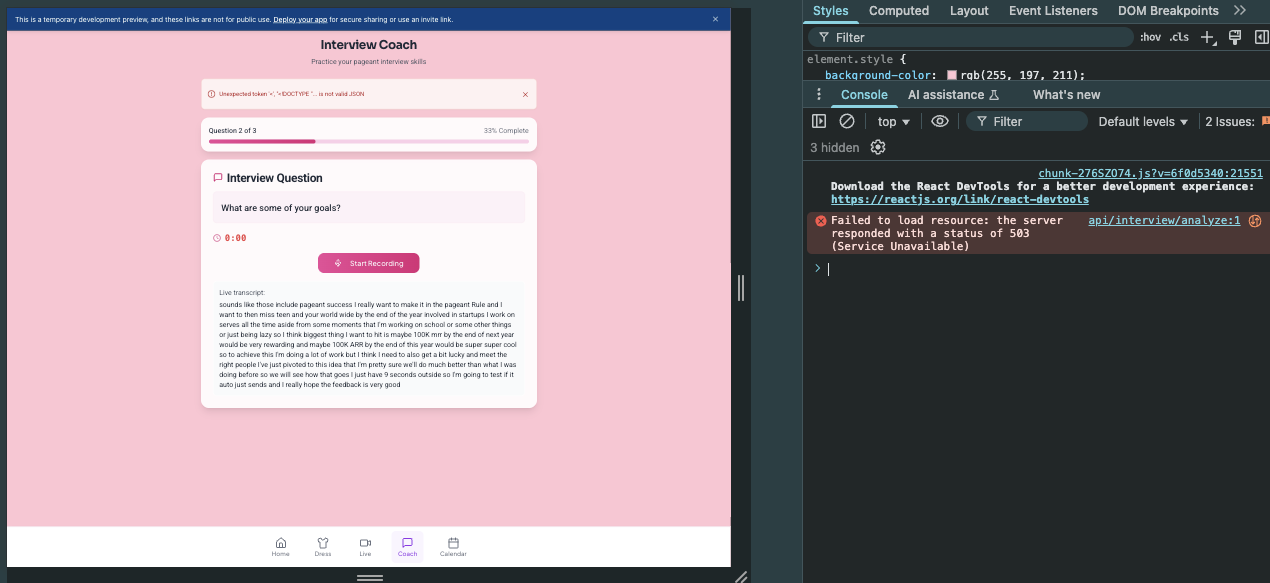 This is a temporary development preview, and these links are not for public use. Deploy your app for secure sharing or use an invite link.
Interview Coach
Practice your pageant interview skills
Unexpected token '<', "<!DOCTYPE "... is not valid JSON
Question 2 of 3
33% Complete
Interview Question
What are some of your goals?
0:00
Start Recording
Live transcript:
sounds like those include pageant success I really want to make it in the pageant Rule and I
want to then miss teen and your world wide by the end of the year involved in startups I work on
serves all the time aside from some moments that I'm working on school or some other things
or just being lazy so I think biggest thing I want to hit is maybe 100K mrr by the end of next year
would be very rewarding and maybe 100K ARR by the end of this year would be super super cool
so to achieve this I'm doing a lot of work but I think I need to also get a bit lucky and meet the
right people I've just pivoted to this idea that I'm pretty sure we'll do much better than what I was
doing before so we will see how that goes I just have 9 seconds outside so I'm going to test if it
auto just sends and I really hope the feedback is very good
Home
Dress
Live
Coach
Calendar
Styles
Computed
Layout
Event Listeners
DOM Breakpoints
Filter
:hov
.cls
element.style {
background-color: rgb(255, 197, 211);
Console
AI assistance
What's new
top
Filter
Default levels
2 Issues:
3 hidden
chunk-276SZO74.js?v=6f0d5340:21551
Download the React DevTools for a better development experience:
https://reactjs.org/link/react-devtools
Failed to load resource: the server
api/interview/analyze:1
responded with a status of 503
(Service Unavailable)